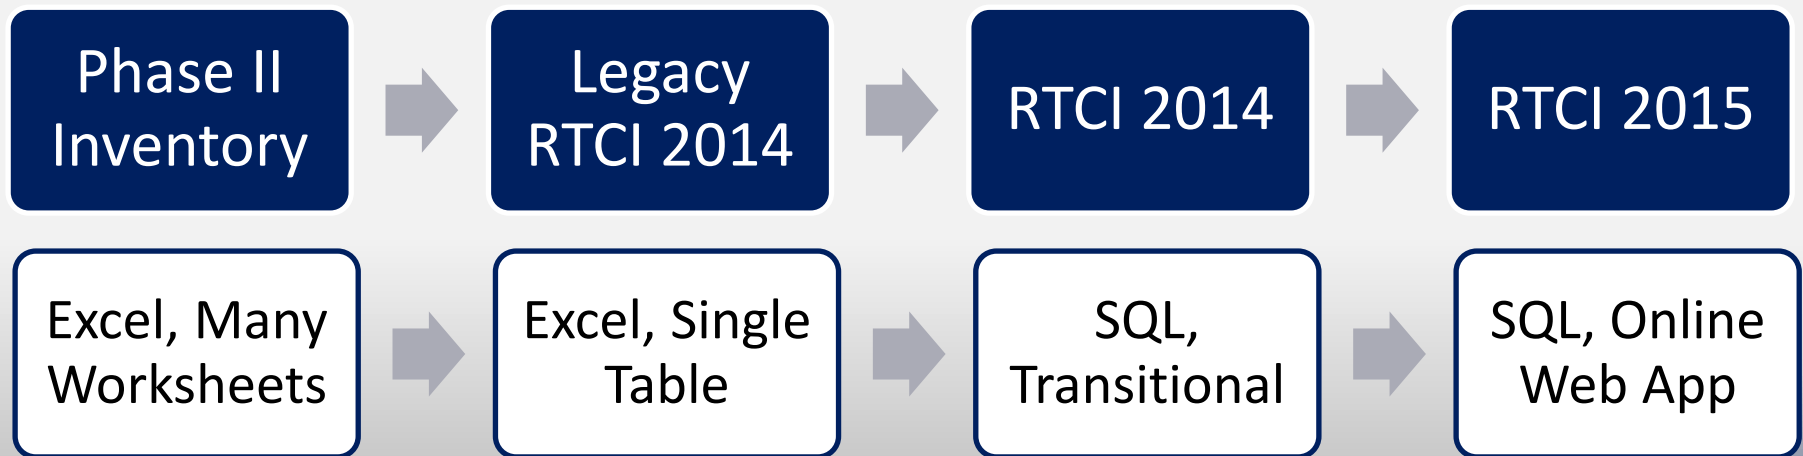 Phase II
Inventory
Legacy
RTCI 2014
RTCI 2014
RTCI 2015
Excel, Many
Worksheets
Excel, Single
Table
SQL,
Transitional
SQL, Online
Web App